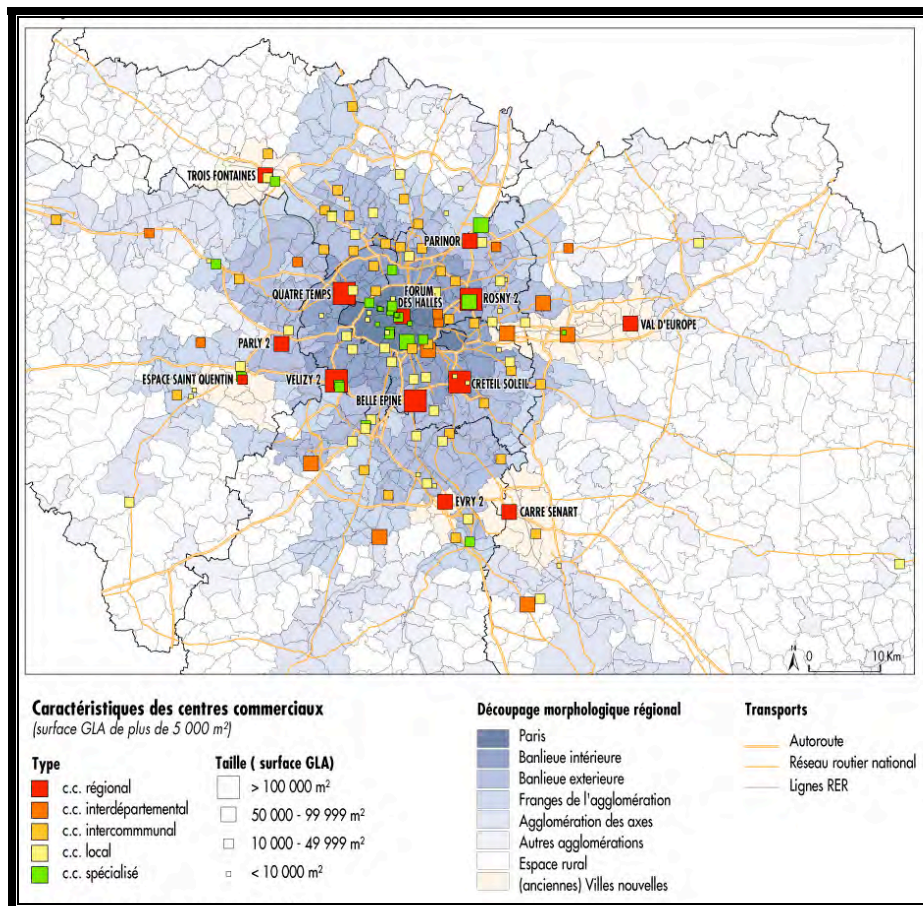 TROIS FONTAINES
PARINOR
QUATRE TEMPS
FORUM
DES HALLES
ROSNY 2
VAL D'EUROPE
PARLY 2
ESPACE SAINT QUENTIN
VELIZY 2
CRETEIL SOLEIL
BELLE EPINE
EVRY 2
CARRE SENART
N
0 10 Km
Caractéristiques des centres commerciaux
(surface GLA de plus de 5 000 m²)
Type
c.c. régional
c.c. interdépartemental
c.c. intercommmunal
c.c. local
c.c. spécialisé
Taille ( surface GLA)
> 100 000 m²
50 000 - 99 999 m²
10 000 - 49 999 m²
< 10 000 m²
Découpage morphologique régional
Paris
Banlieue intérieure
Banlieue exterieure
Franges de l'agglomération
Agglomération des axes
Autres agglomérations
Espace rural
(anciennes) Villes nouvelles
Transports
Autoroute
Réseau routier national
Lignes RER